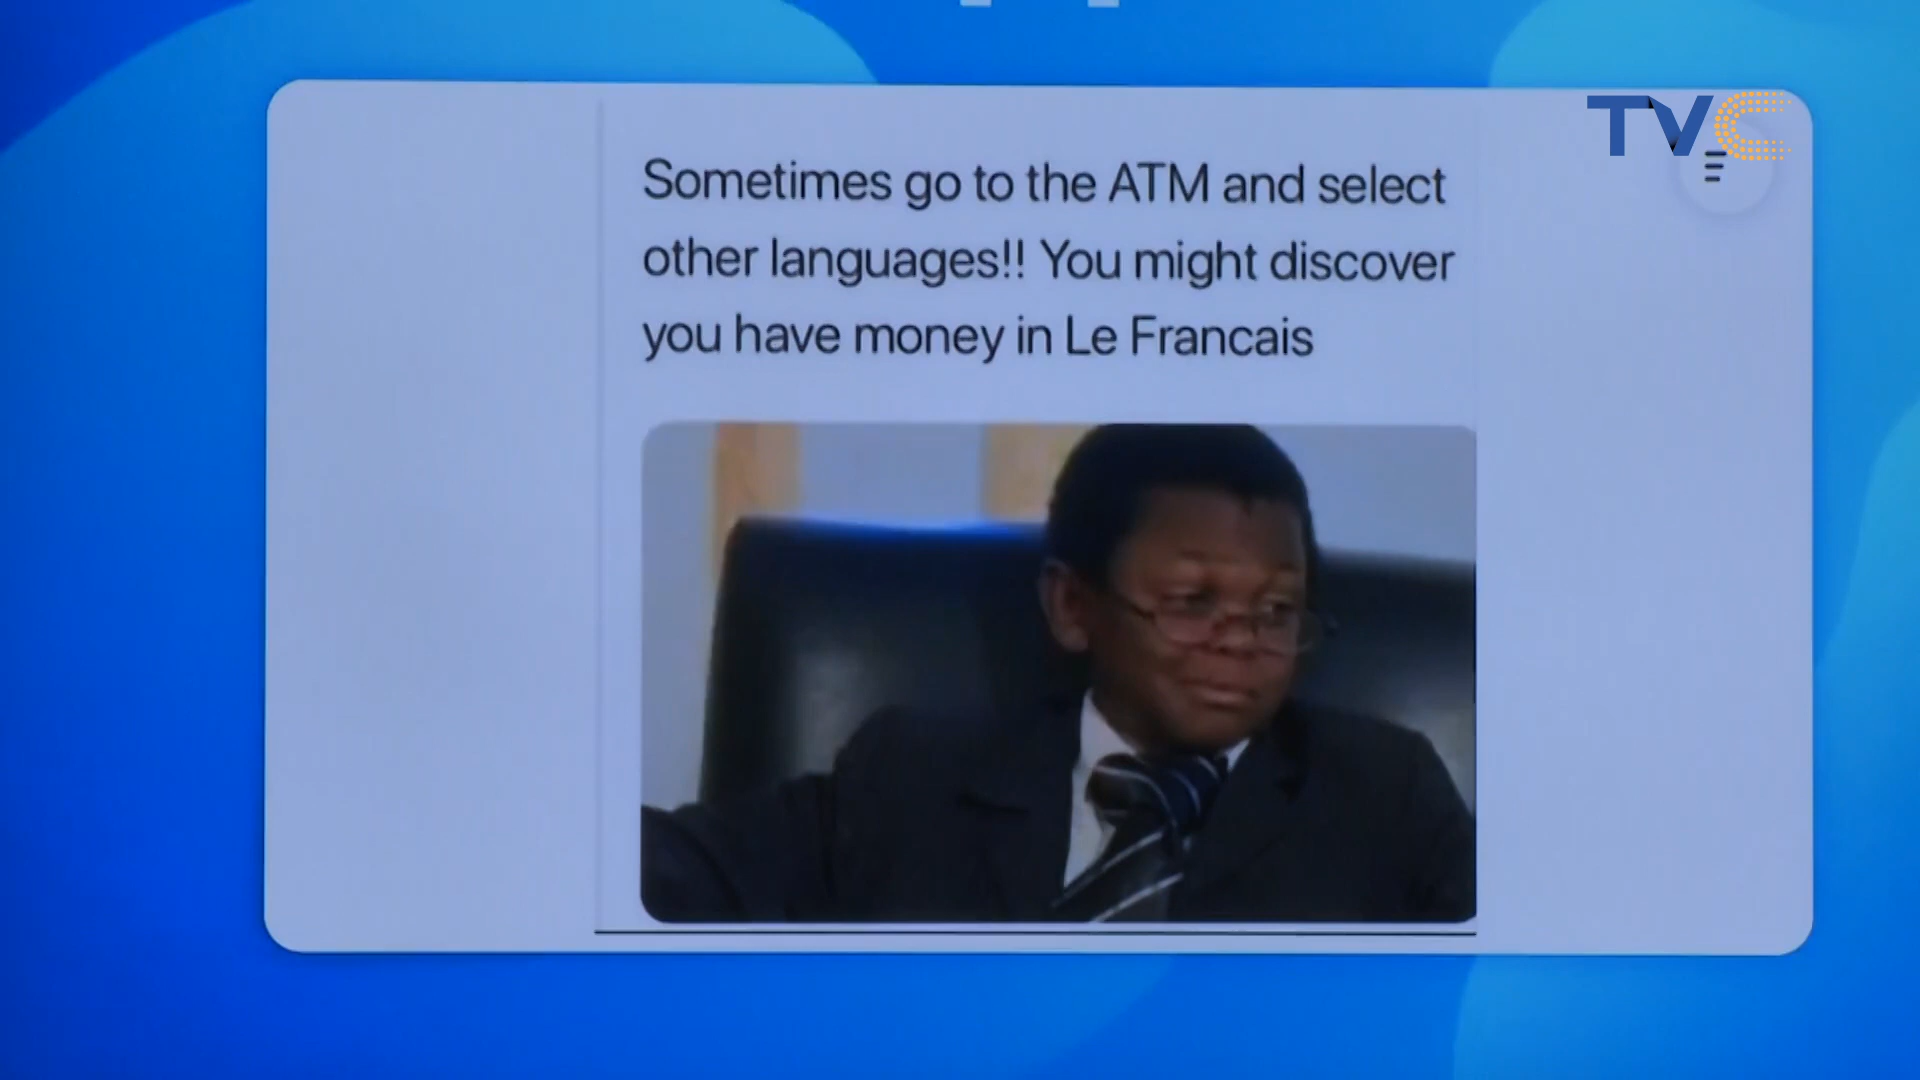 TVC
Sometimes go to the ATM and select
other languages!! You might discover
you have money in Le Francais